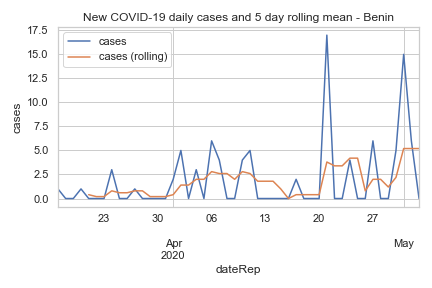 New COVID-19 daily cases and 5 day rolling mean - Benin
17.5
15.0
12.5
10.0
7.5
5.0
2.5
0.0
cases
cases
cases (rolling)
23 30 06 13 20 27
Apr May
2020
dateRep